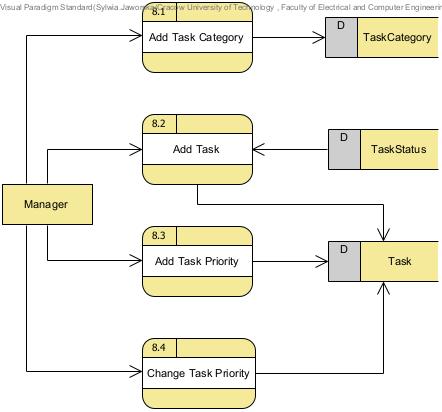 Visual Paradigm Standard(Sylwia Jaworska(Cracow University of Technology , Faculty of Electrical and Computer Engineerin
8.1
Add Task Category
D
TaskCategory
8.2
Add Task
D
TaskStatus
Manager
8.3
Add Task Priority
D
Task
8.4
Change Task Priority